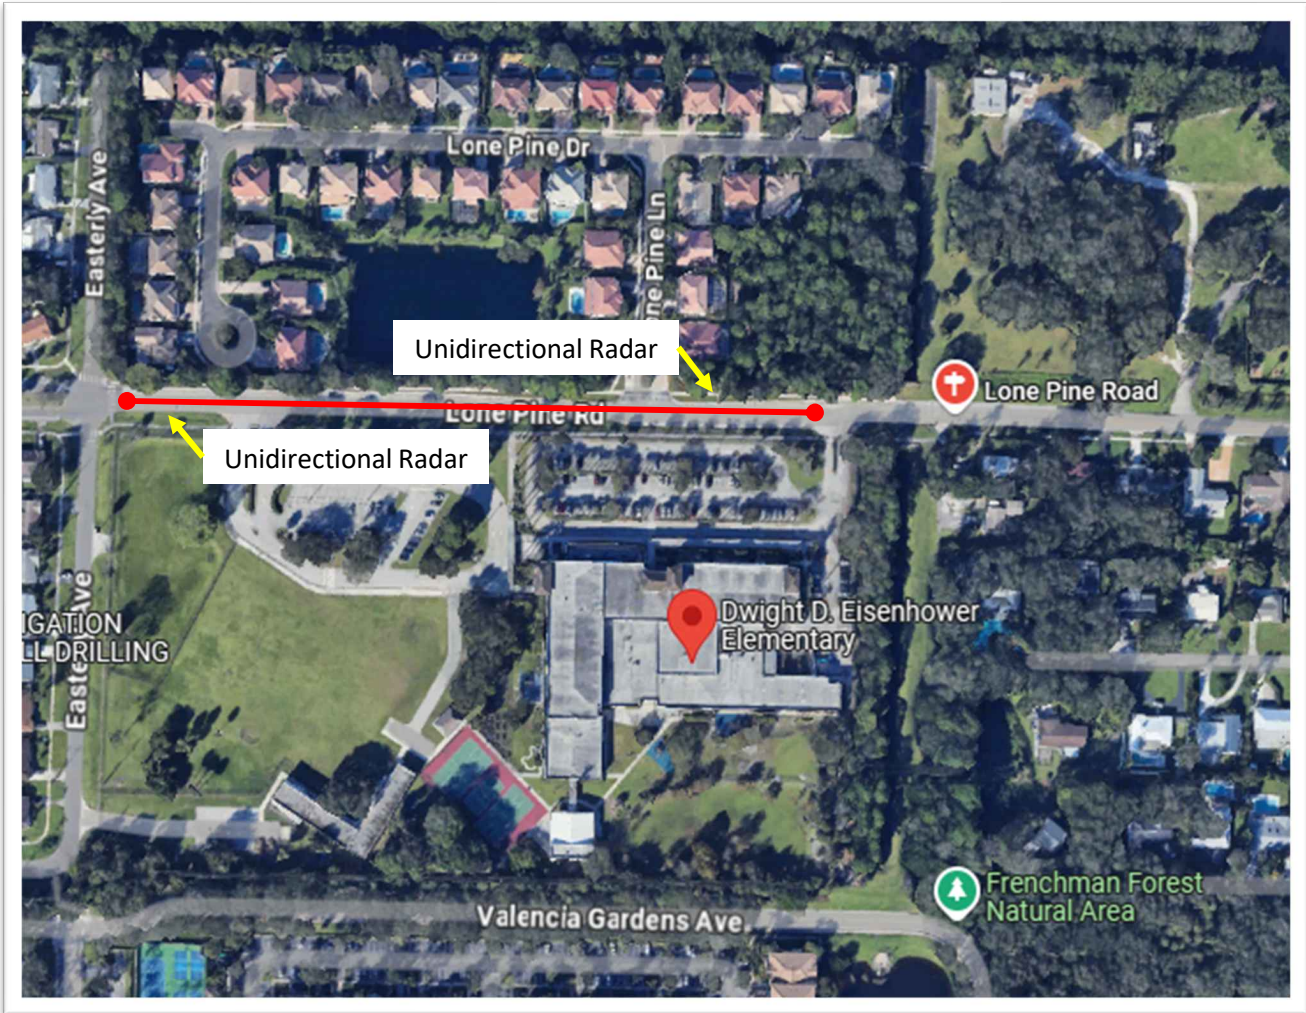 Lone Pine Dr
Easterly Ave
Lone Pine Ln
Unidirectional Radar
Lone Pine Road
Lone Pine Rd
Unidirectional Radar
Dwight D. Eisenhower
Elementary
IGATION
LL DRILLING
Easterly Ave
Frenchman Forest
Natural Area
Valencia Gardens Ave.